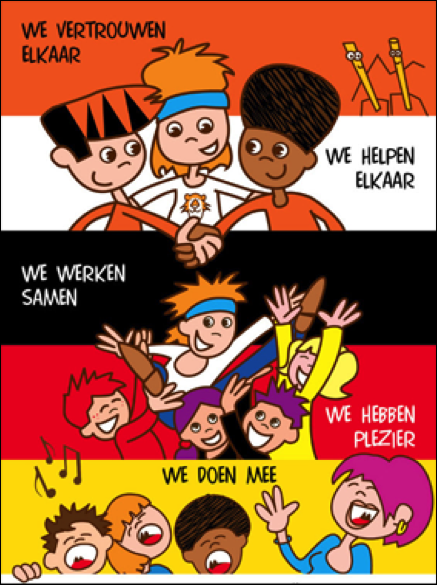 WE VERTROUWEN
ELKAAR
WE HELPEN
ELKAAR
WE WERKEN
SAMEN
WE HEBBEN
PLEZIER
WE DOEN MEE